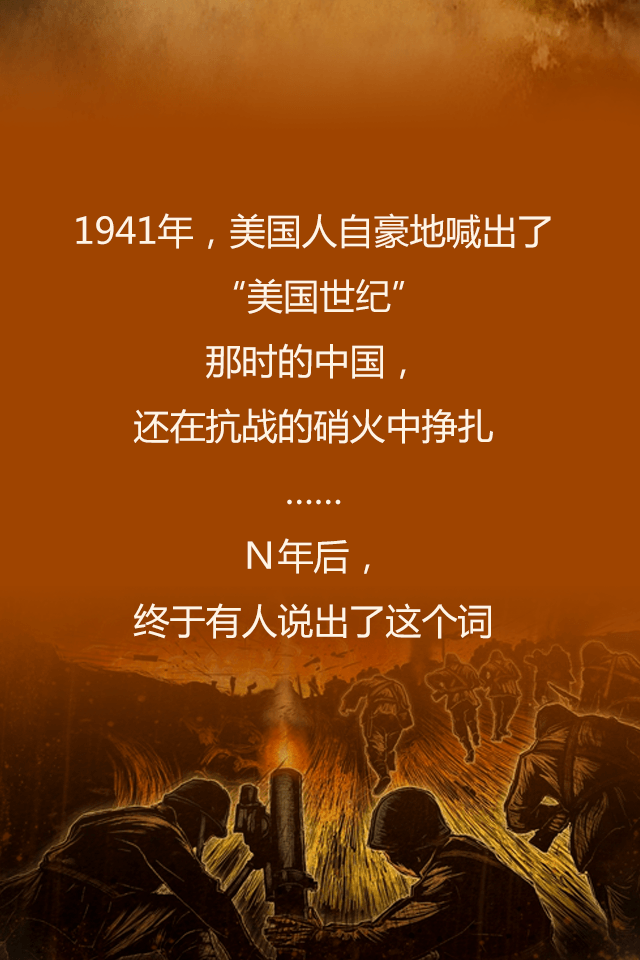 1941年，美国人自豪地喊出了
“美国世纪”
那时的中国，
还在抗战的硝火中挣扎
……
N年后，
终于有人说出了这个词